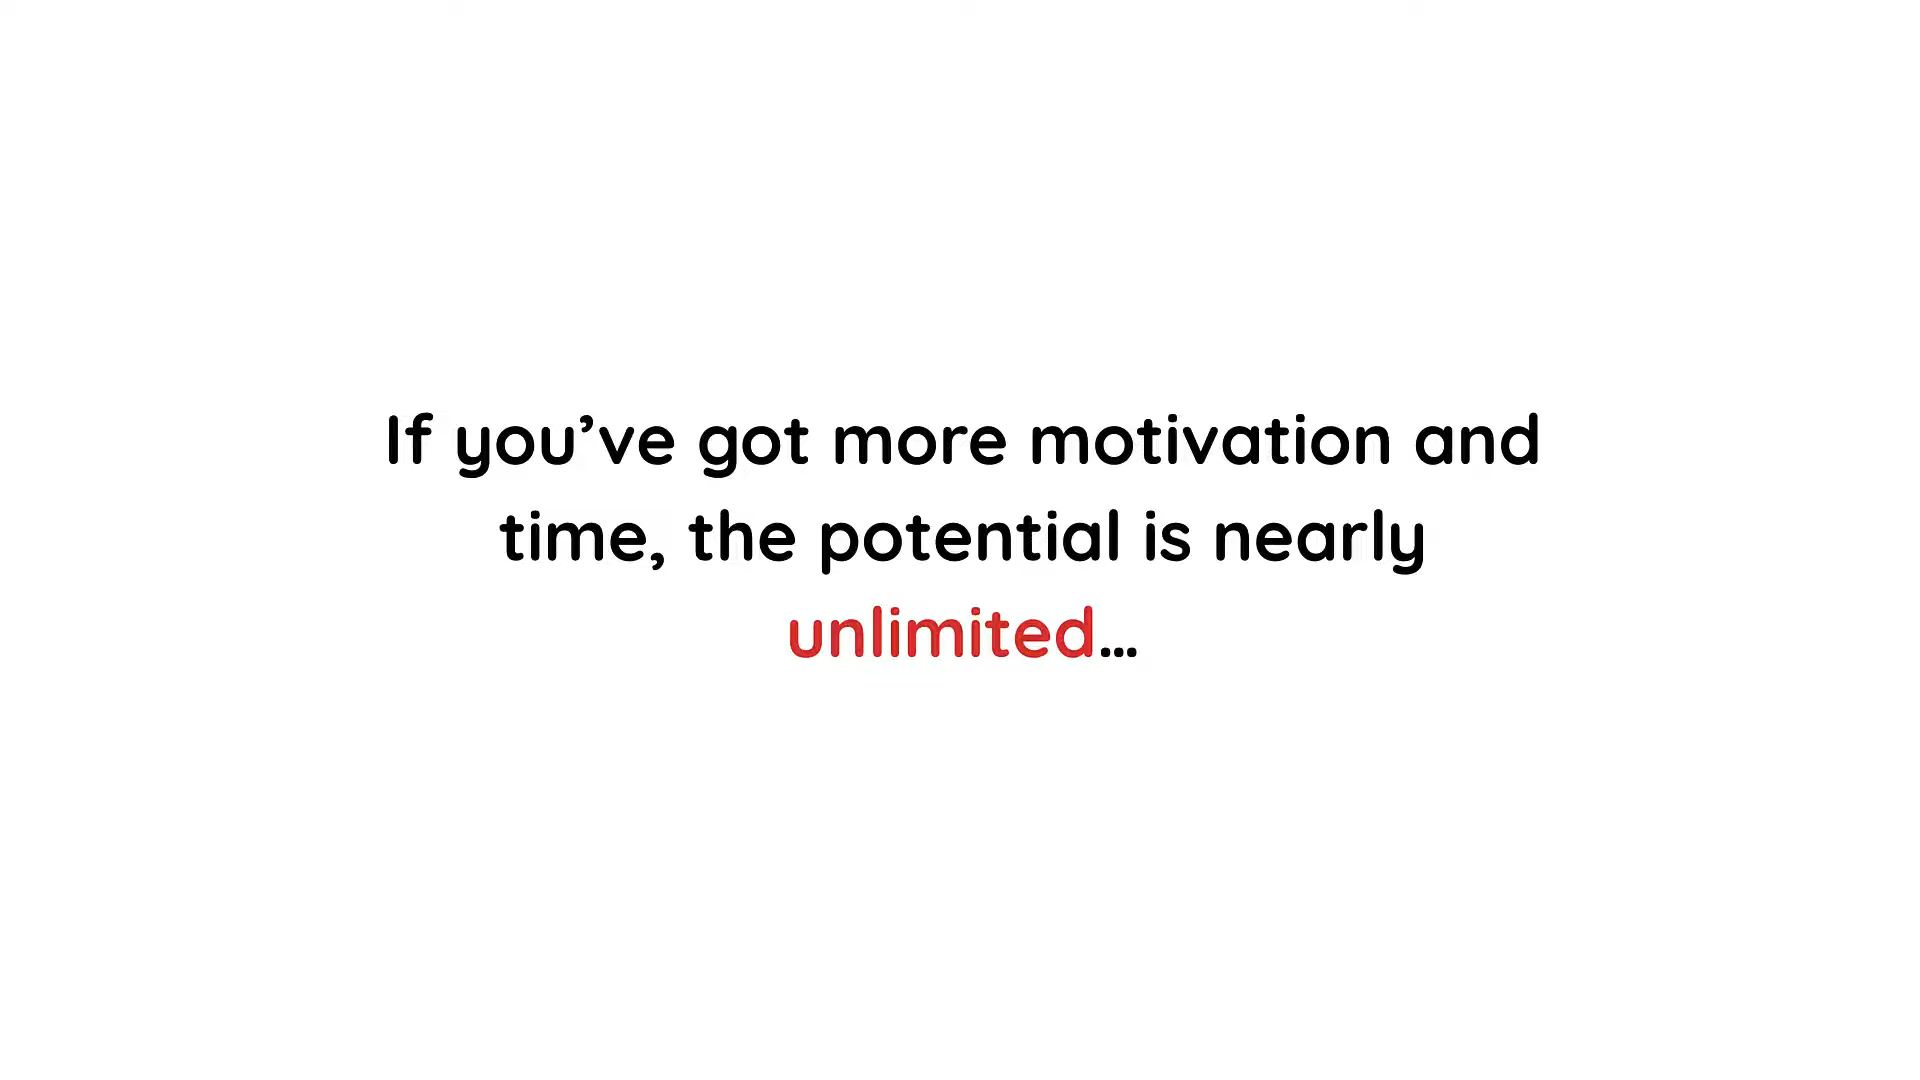 If you’ve got more motivation and
time, the potential is nearly
unlimited…